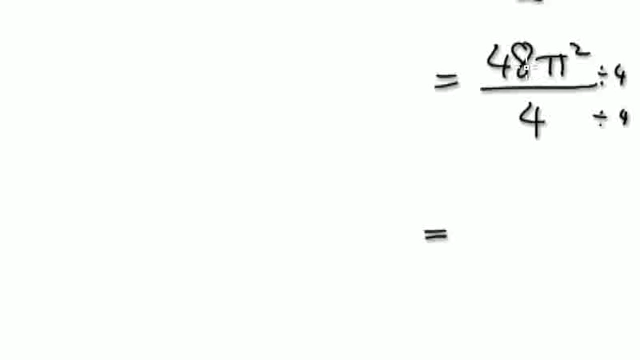 = 48π² ÷4
4 ÷4
=